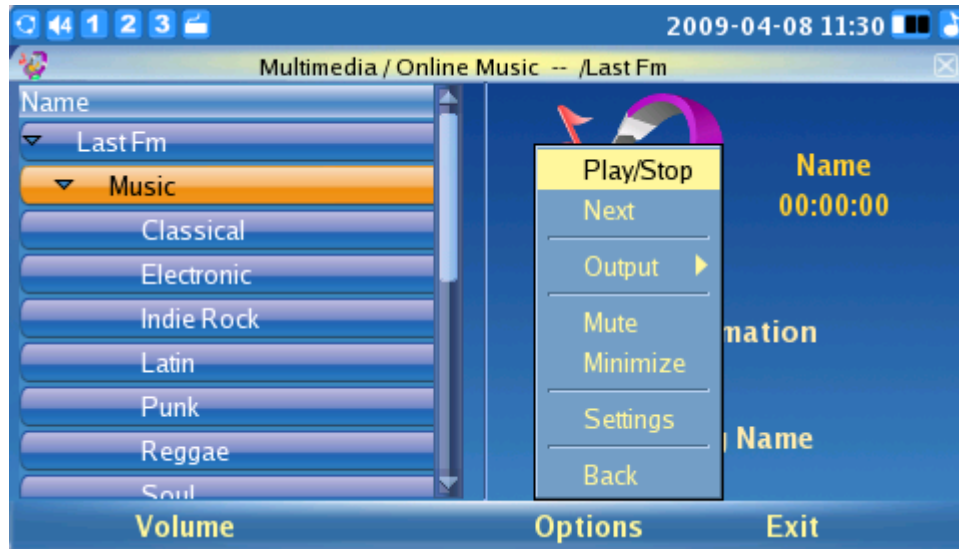 4 1 2 3 2009-04-08 11:30
Multimedia / Online Music -- /Last Fm
Name
Last Fm
Music
Classical
Electronic
Indie Rock
Latin
Punk
Reggae
Soul
Play/Stop
Next
Output
Mute
Minimize
Settings
Back
Name
00:00:00
mation
Name
Volume Options Exit